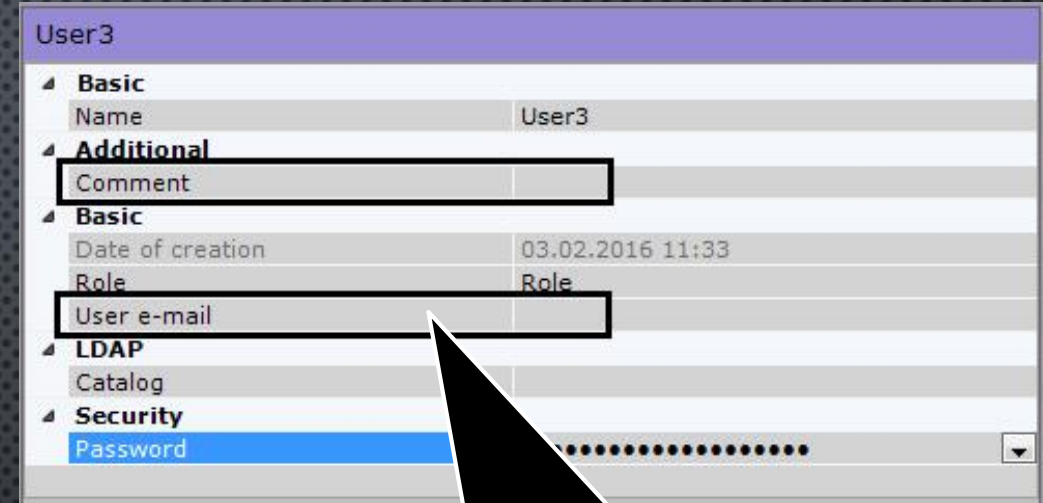 User3
Basic
Name User3
Additional
Comment
Basic
Date of creation 03.02.2016 11:33
Role Role
User e-mail
LDAP
Catalog
Security
Password ••••••••••••••••••